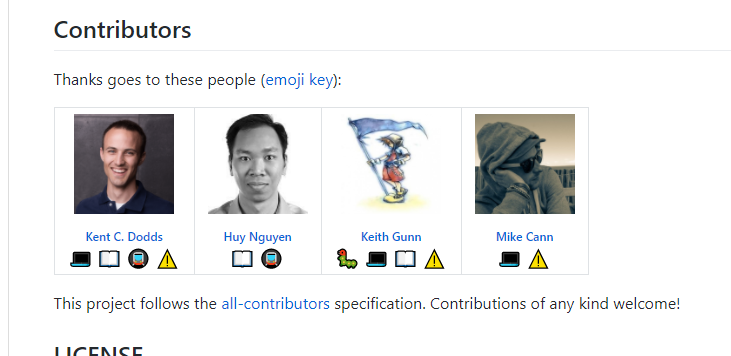 Contributors
Thanks goes to these people (emoji key):
Kent C. Dodds Huy Nguyen Keith Gunn Mike Cann
This project follows the all-contributors specification. Contributions of any kind welcome!
LICENSE